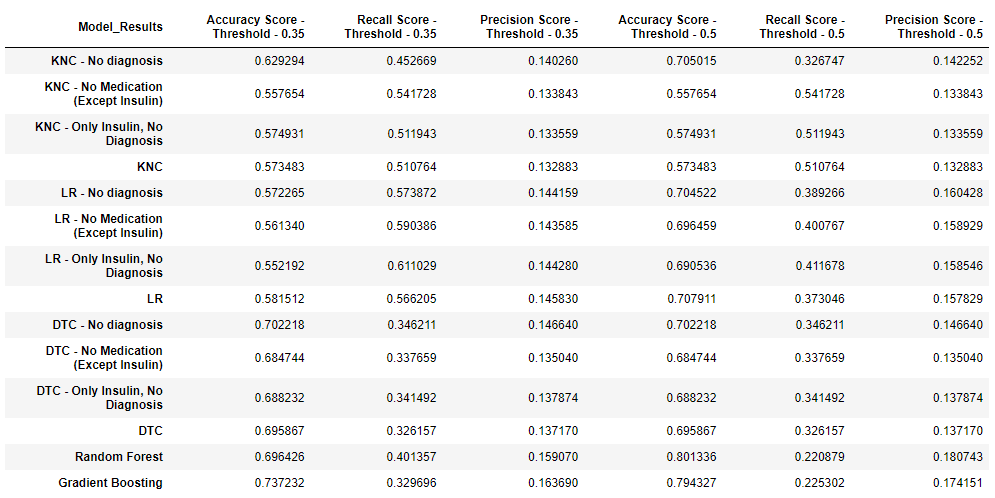 Model_Results Accuracy Score - Threshold - 0.35 Recall Score - Threshold - 0.35 Precision Score - Threshold - 0.35 Accuracy Score - Threshold - 0.5 Recall Score - Threshold - 0.5 Precision Score - Threshold - 0.5
KNC - No diagnosis 0.629294 0.452669 0.140260 0.705015 0.326747 0.142252
KNC - No Medication (Except Insulin) 0.557654 0.541728 0.133843 0.557654 0.541728 0.133843
KNC - Only Insulin, No Diagnosis 0.574931 0.511943 0.133559 0.574931 0.511943 0.133559
KNC 0.573483 0.510764 0.132883 0.573483 0.510764 0.132883
LR - No diagnosis 0.572265 0.573872 0.144159 0.704522 0.389266 0.160428
LR - No Medication (Except Insulin) 0.561340 0.590386 0.143585 0.696459 0.400767 0.158929
LR - Only Insulin, No Diagnosis 0.552192 0.611029 0.144280 0.690536 0.411678 0.158546
LR 0.581512 0.566205 0.145830 0.707911 0.373046 0.157829
DTC - No diagnosis 0.702218 0.346211 0.146640 0.702218 0.346211 0.146640
DTC - No Medication (Except Insulin) 0.684744 0.337659 0.135040 0.684744 0.337659 0.135040
DTC - Only Insulin, No Diagnosis 0.688232 0.341492 0.137874 0.688232 0.341492 0.137874
DTC 0.695867 0.326157 0.137170 0.695867 0.326157 0.137170
Random Forest 0.696426 0.401357 0.159070 0.801336 0.220879 0.180743
Gradient Boosting 0.737232 0.329696 0.163690 0.794327 0.225302 0.174151